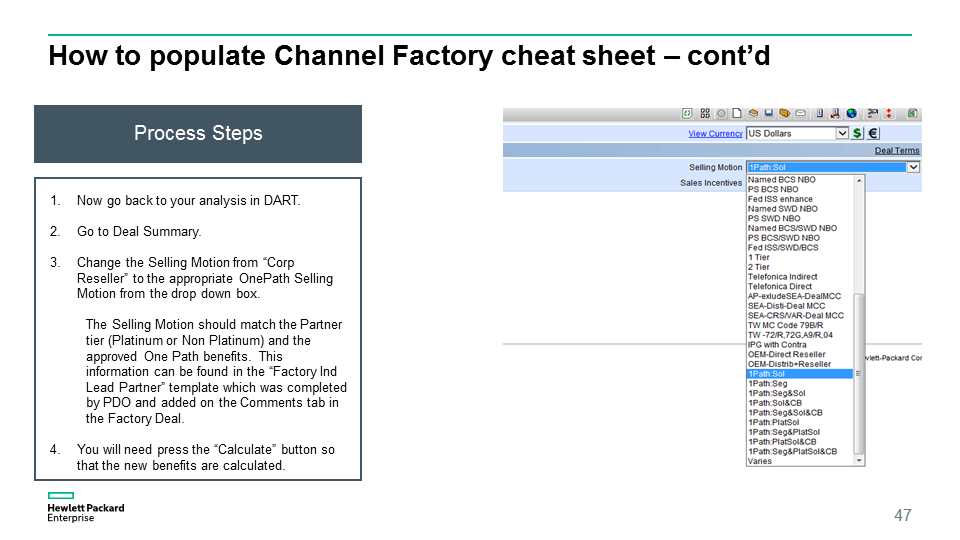 How to populate Channel Factory cheat sheet – cont’d
Process Steps
1. Now go back to your analysis in DART.
2. Go to Deal Summary.
3. Change the Selling Motion from “Corp
Reseller” to the appropriate OnePath Selling
Motion from the drop down box.
The Selling Motion should match the Partner
tier (Platinum or Non Platinum) and the
approved One Path benefits. This
information can be found in the “Factory Ind
Lead Partner” template which was completed
by PDO and added on the Comments tab in
the Factory Deal.
4. You will need press the “Calculate” button so
that the new benefits are calculated.
View Currency US Dollars $ €
Deal Terms
Selling Motion 1Path:Sol
Sales Incentives
Named BCS NBO
PS BCS NBO
Fed ISS enhance
Named SWD NBO
PS SWD NBO
Named BCS/SWD NBO
PS BCS/SWD NBO
Fed ISS/SWD/BCS
1 Tier
2 Tier
Telefonica Indirect
Telefonica Direct
AP-exludeSEA-DealMCC
SEA-Disti-Deal MCC
SEA-CRS/VAR-Deal MCC
TW MC Code 79B/R
TW -72/R,72G,A9/R,04
IPG with Contra
OEM-Direct Reseller
OEM-Distrib+Reseller
1Path:Sol
1Path:Seg
1Path:Seg&Sol
1Path:Sol&CB
1Path:Seg&Sol&CB
1Path:PlatSol
1Path:Seg&PlatSol
1Path:PlatSol&CB
1Path:Seg&PlatSol&CB
Varies
wlett-Packard Cor
Hewlett Packard
Enterprise
47